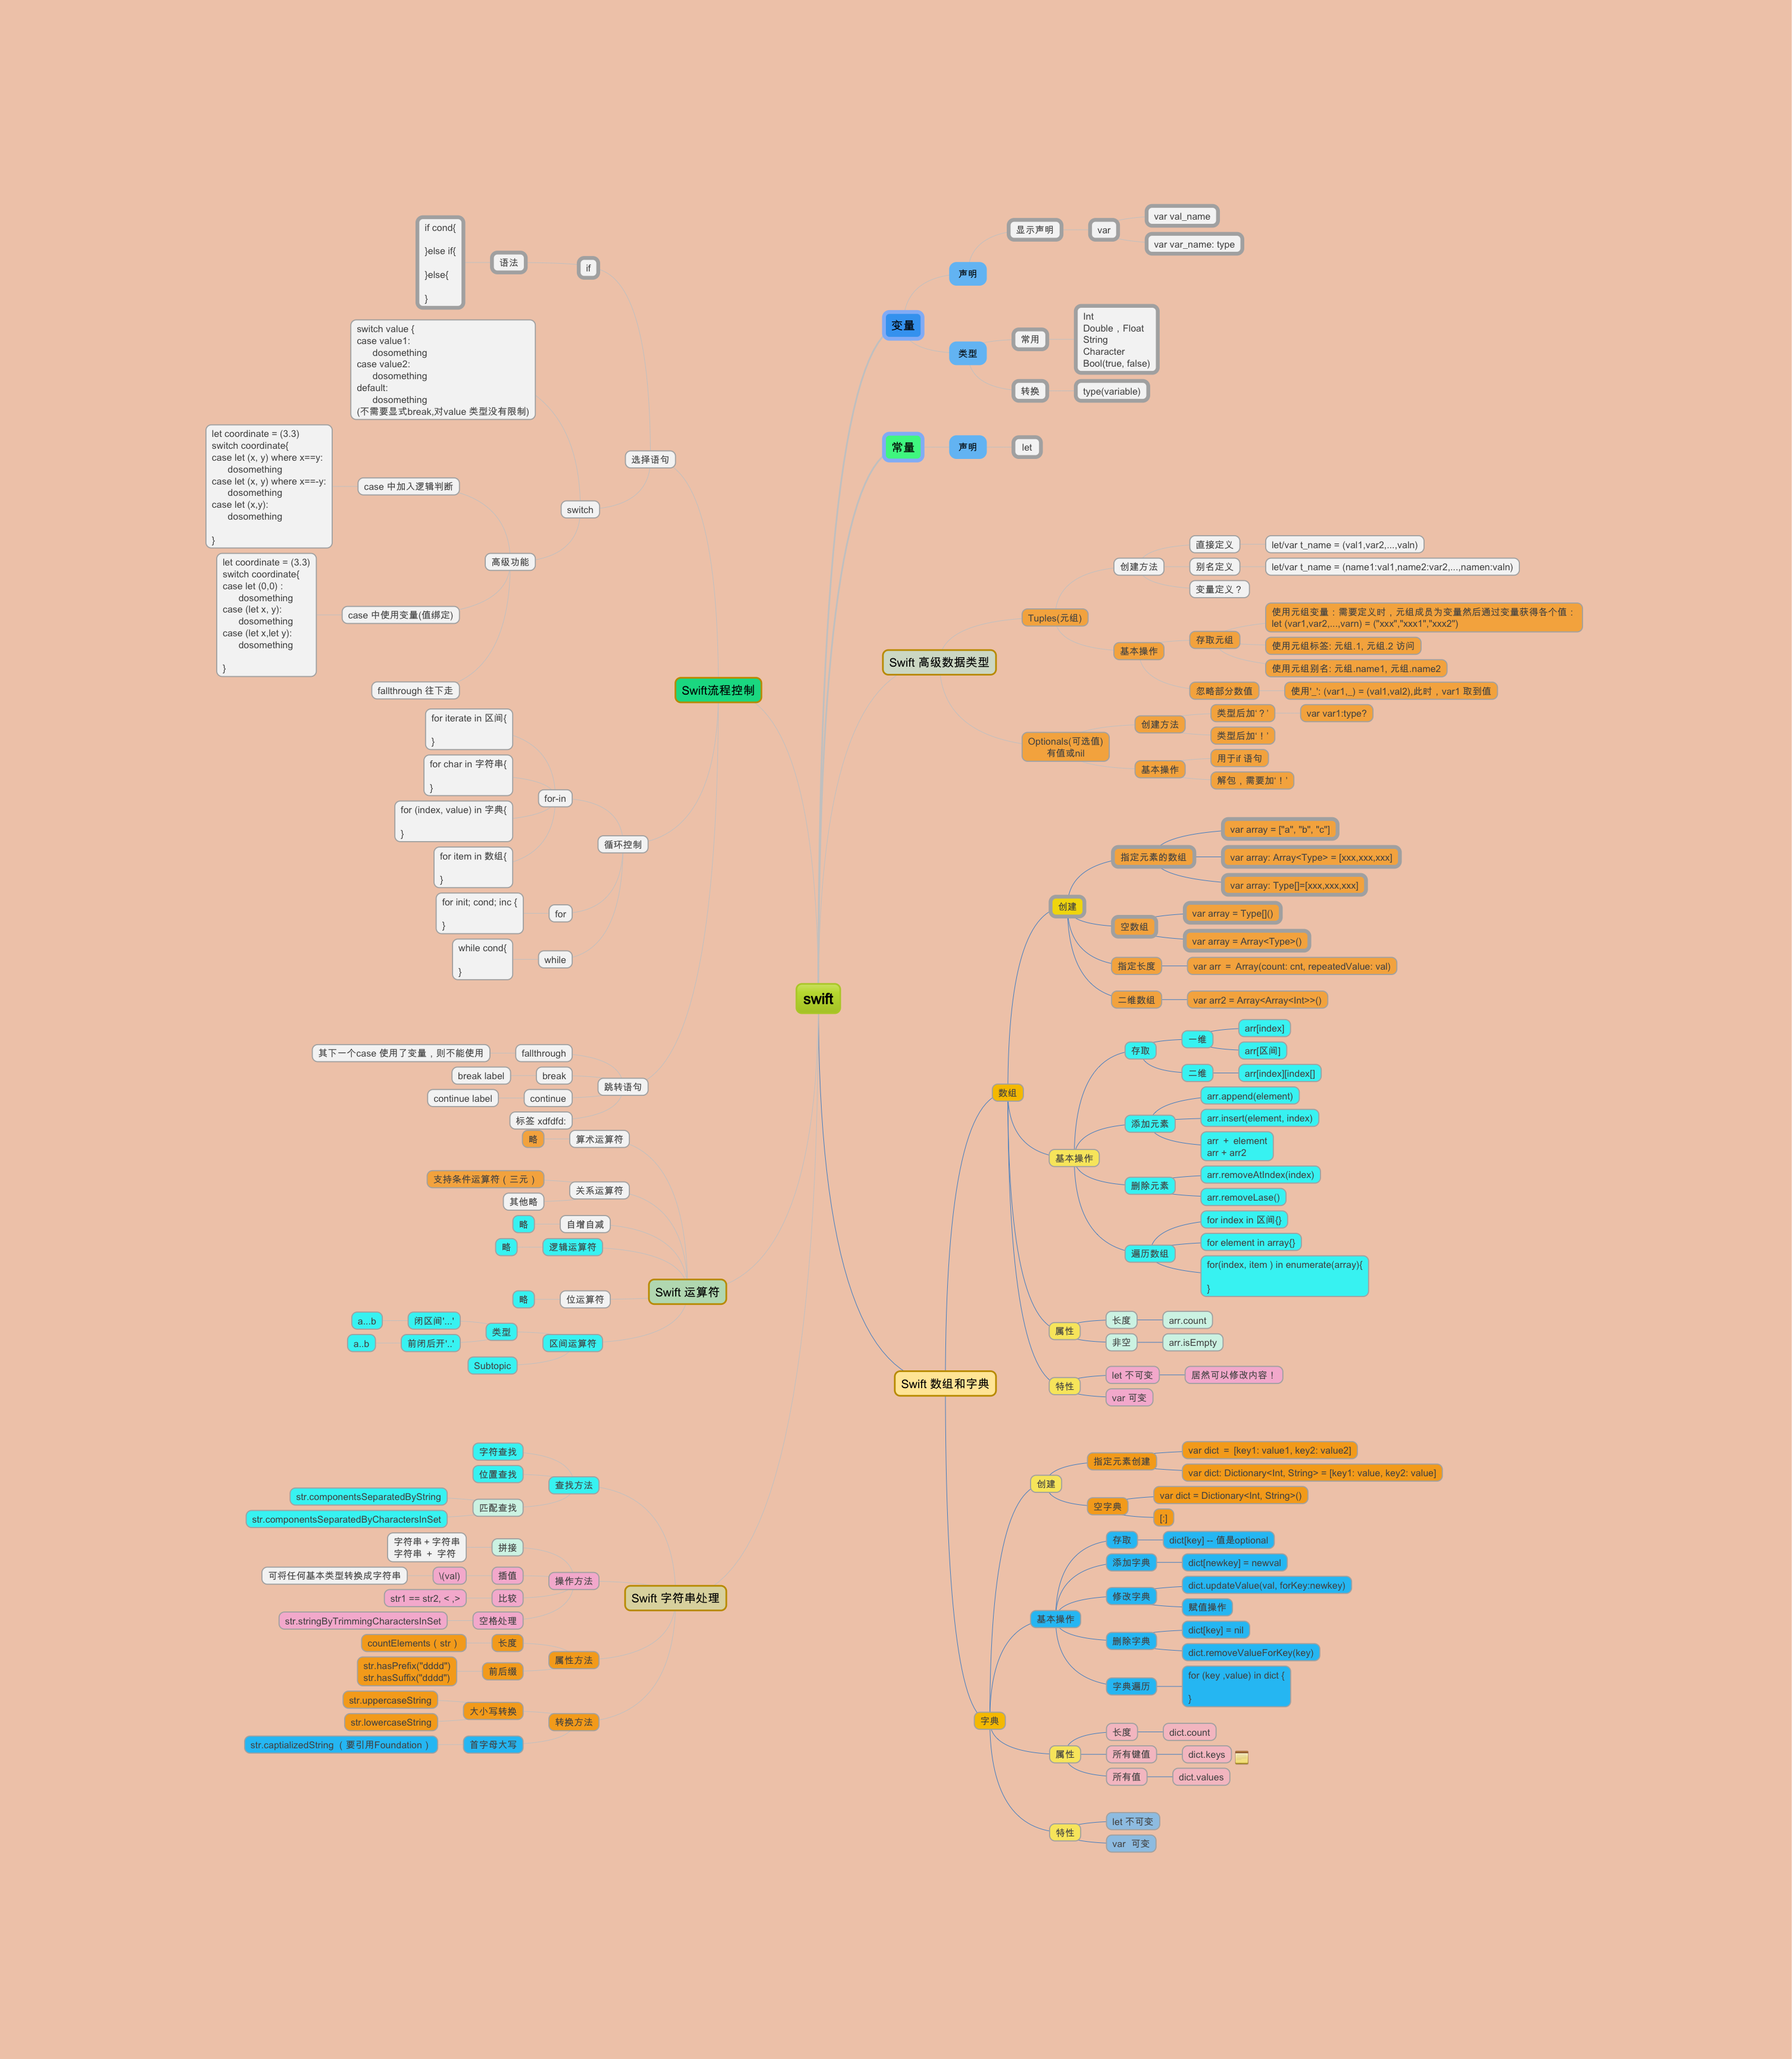 swift
变量
声明
显示声明
var
var val_name
var var_name: type
类型
常用
Int
Double，Float
String
Character
Bool(true, false)
转换
type(variable)
常量
声明
let
Swift 高级数据类型
Tuples(元组)
创建方法
直接定义
let/var t_name = (val1,var2,...,valn)
别名定义
let/var t_name = (name1:val1,name2:var2,...,namen:valn)
变量定义？
基本操作
存取元组
使用元组变量：需要定义时，元组成员为变量然后通过变量获得各个值：
let (var1,var2,...,varn) = ("xxx","xxx1","xxx2")
使用元组标签: 元组.1, 元组.2 访问
使用元组别名: 元组.name1, 元组.name2
忽略部分数值
使用'_': (var1,_) = (val1,val2),此时，var1 取到值
Optionals(可选值)
有值或nil
创建方法
类型后加'？'
var var1:type?
类型后加'！'
基本操作
用于if 语句
解包，需要加'！'
Swift 数组和字典
数组
创建
指定元素的数组
var array = ["a", "b", "c"]
var array: Array<Type> = [xxx,xxx,xxx]
var array: Type[]=[xxx,xxx,xxx]
空数组
var array = Type[]()
var array = Array<Type>()
指定长度
var arr = Array(count: cnt, repeatedValue: val)
二维数组
var arr2 = Array<Array<Int>>()
基本操作
存取
一维
arr[index]
arr[区间]
二维
arr[index][index[]
添加元素
arr.append(element)
arr.insert(element, index)
arr + element
arr + arr2
删除元素
arr.removeAtIndex(index)
arr.removeLase()
遍历数组
for index in 区间{}
for element in array{}
for(index, item ) in enumerate(array){
}
属性
长度
arr.count
非空
arr.isEmpty
特性
let 不可变
居然可以修改内容！
var 可变
字典
创建
指定元素创建
var dict = [key1: value1, key2: value2]
var dict: Dictionary<Int, String> = [key1: value, key2: value]
空字典
var dict = Dictionary<Int, String>()
[:]
基本操作
存取
dict[key] -- 值是optional
添加字典
dict[newkey] = newval
修改字典
dict.updateValue(val, forKey:newkey)
赋值操作
删除字典
dict[key] = nil
dict.removeValueForKey(key)
字典遍历
for (key ,value) in dict {
}
属性
长度
dict.count
所有键值
dict.keys
所有值
dict.values
特性
let 不可变
var 可变
Swift流程控制
选择语句
if
语法
if cond{
}else if{
}else{
}
switch
switch value {
case value1:
dosomething
case value2:
dosomething
default:
dosomething
(不需要显式break,对value 类型没有限制)
高级功能
case 中加入逻辑判断
let coordinate = (3.3)
switch coordinate{
case let (x, y) where x==y:
dosomething
case let (x, y) where x==-y:
dosomething
case let (x,y):
dosomething
}
case 中使用变量(值绑定)
let coordinate = (3.3)
switch coordinate{
case let (0,0) :
dosomething
case (let x, y):
dosomething
case (let x,let y):
dosomething
}
fallthrough 往下走
循环控制
for-in
for iterate in 区间{
}
for char in 字符串{
}
for (index, value) in 字典{
}
for item in 数组{
}
for
for init; cond; inc {
}
while
while cond{
}
跳转语句
fallthrough
其下一个case 使用了变量，则不能使用
break
break label
continue
continue label
标签 xdfdfd:
Swift 运算符
算术运算符
略
关系运算符
支持条件运算符（三元）
其他略
自增自减
略
逻辑运算符
略
位运算符
略
区间运算符
类型
闭区间'...'
a...b
前闭后开'..'
a..b
Subtopic
Swift 字符串处理
查找方法
字符查找
位置查找
匹配查找
str.componentsSeparatedByString
str.componentsSeparatedByCharactersInSet
操作方法
拼接
字符串 + 字符串
字符串 + 字符
插值
\(val)
可将任何基本类型转换成字符串
比较
str1 == str2, < ,>
空格处理
str.stringByTrimmingCharactersInSet
属性方法
长度
countElements（str）
前后缀
str.hasPrefix("dddd")
str.hasSuffix("dddd")
转换方法
大小写转换
str.uppercaseString
str.lowercaseString
首字母大写
str.captializedString （要引用Foundation）